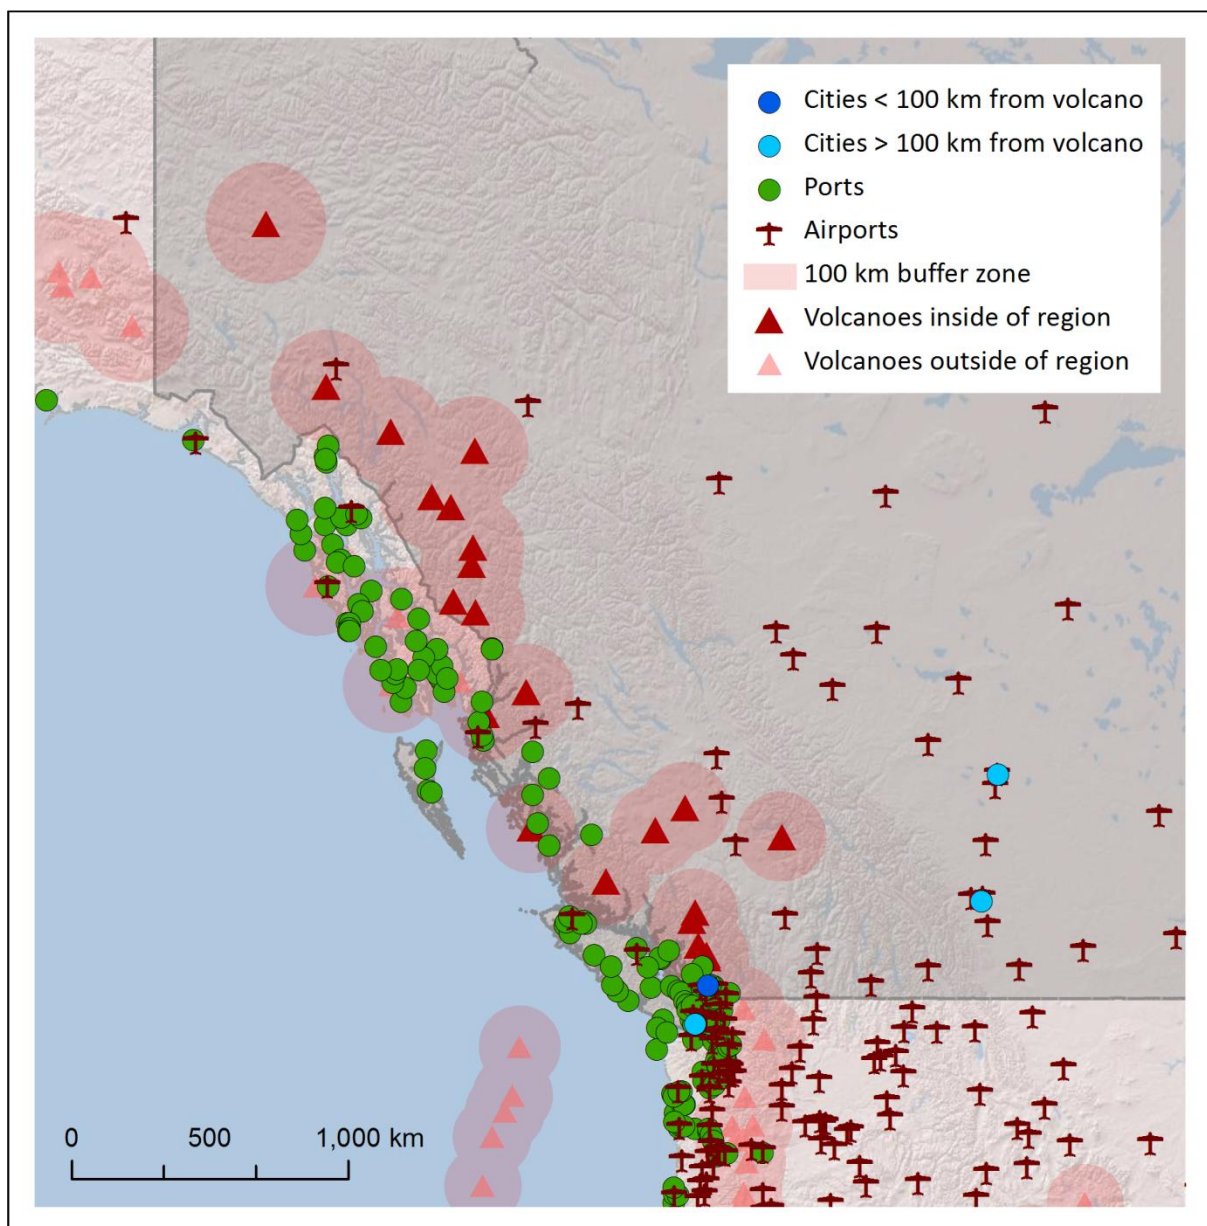 Cities < 100 km from volcano
Cities > 100 km from volcano
Ports
Airports
100 km buffer zone
Volcanoes inside of region
Volcanoes outside of region
0 500 1,000 km